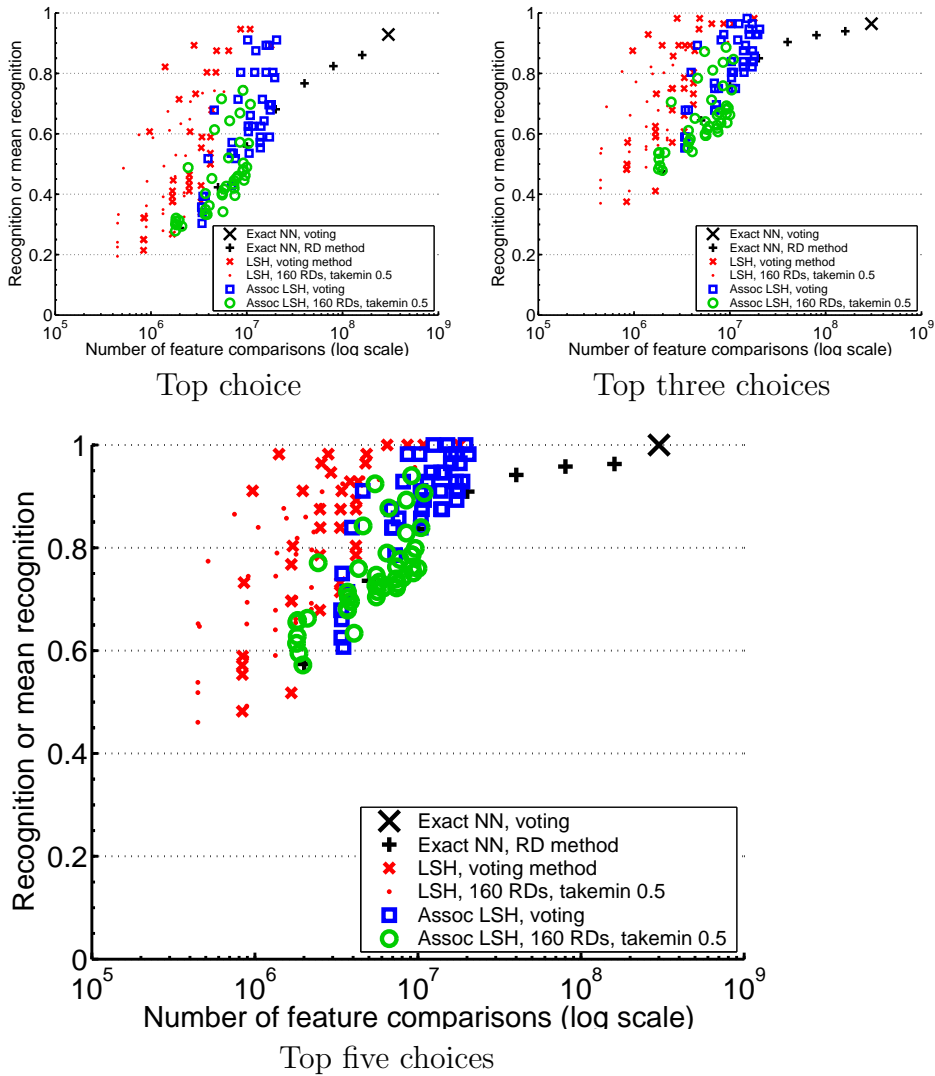 Recognition or mean recognition
1
0.8
0.6
0.4
0.2
0
10^5
10^6
10^7
10^8
10^9
Exact NN, voting
Exact NN, RD method
LSH, voting method
LSH, 160 RDs, takemin 0.5
Assoc LSH, voting
Assoc LSH, 160 RDs, takemin 0.5
Number of feature comparisons (log scale)
Top choice
Recognition or mean recognition
1
0.8
0.6
0.4
0.2
0
10^5
10^6
10^7
10^8
10^9
Exact NN, voting
Exact NN, RD method
LSH, voting method
LSH, 160 RDs, takemin 0.5
Assoc LSH, voting
Assoc LSH, 160 RDs, takemin 0.5
Number of feature comparisons (log scale)
Top three choices
Recognition or mean recognition
1
0.8
0.6
0.4
0.2
0
10^5
10^6
10^7
10^8
10^9
Exact NN, voting
Exact NN, RD method
LSH, voting method
LSH, 160 RDs, takemin 0.5
Assoc LSH, voting
Assoc LSH, 160 RDs, takemin 0.5
Number of feature comparisons (log scale)
Top five choices